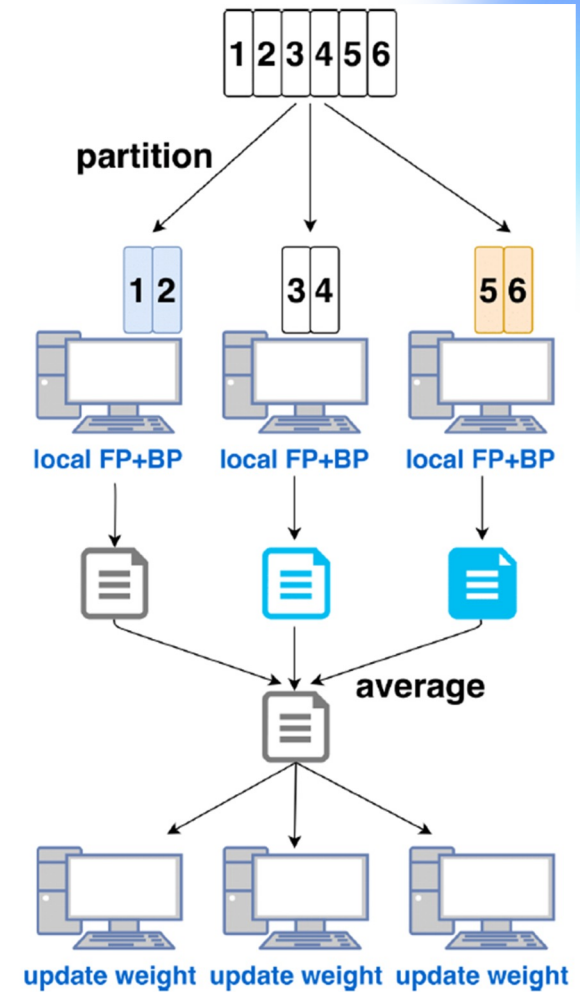 1 2 3 4 5 6
partition
1 2 3 4 5 6
local FP+BP local FP+BP local FP+BP
average
update weight update weight update weight